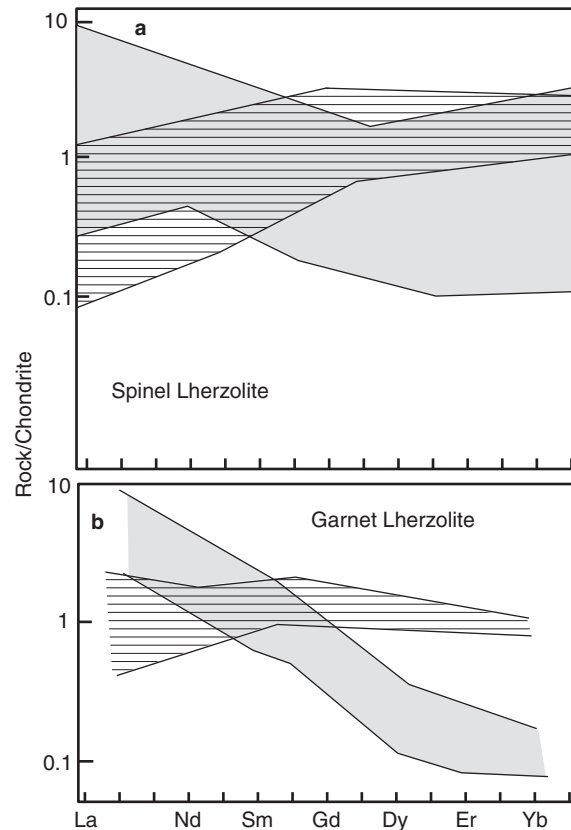 10
a
1
0.1
Spinel Lherzolite
Rock/Chondrite
10
b
Garnet Lherzolite
1
0.1
La Nd Sm Gd Dy Er Yb